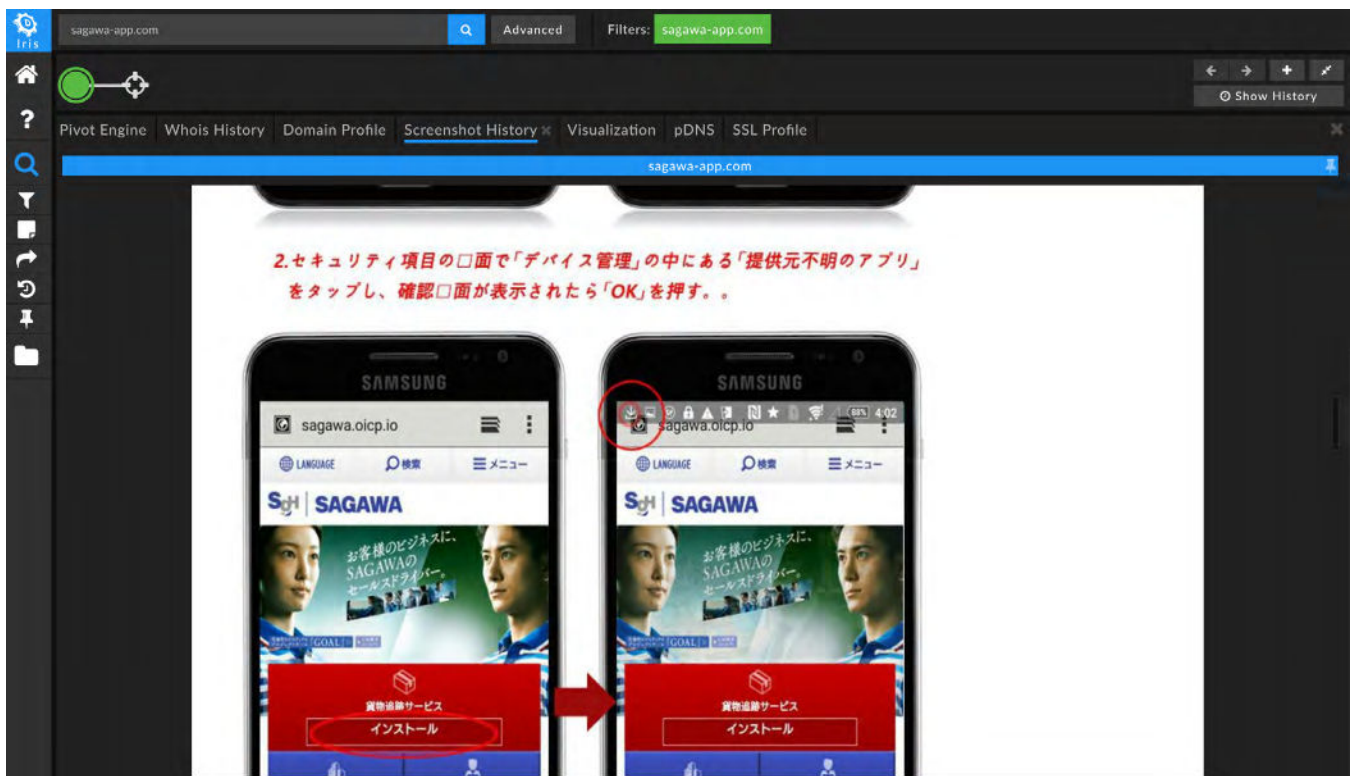 Iris
sagawa-app.com
Advanced
Filters:
sagawa-app.com
Show History
Pivot Engine
Whois History
Domain Profile
Screenshot History
Visualization
pDNS
SSL Profile
sagawa-app.com
2.セキュリティ項目の□面で「デバイス管理」の中にある「提供元不明のアプリ」
をタップし、確認□面が表示されたら「OK」を押す。。
SAMSUNG
sagawa.oicp.io
LANGUAGE
検索
メニュー
SGH SAGAWA
お客様のビジネスに、
SAGAWAの
セールスドライバー。
GOAL
貨物追跡サービス
インストール
SAMSUNG
88% 4:02
sagawa.oicp.io
LANGUAGE
検索
メニュー
SGH SAGAWA
お客様のビジネスに、
SAGAWAの
セールスドライバー。
GOAL
貨物追跡サービス
インストール